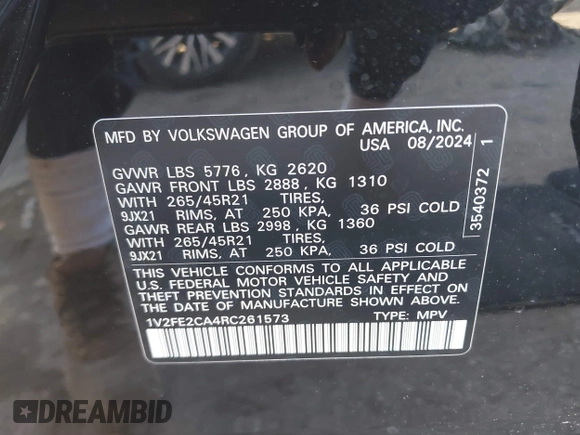 MFD BY VOLKSWAGEN GROUP OF AMERICA, INC.
USA 08/2024
GVWR LBS 5776, KG 2620
GAWR FRONT LBS 2888, KG 1310
WITH 265/45R21 TIRES,
9JX21 RIMS, AT 250 KPA, 36 PSI COLD
GAWR REAR LBS 2998, KG 1360
WITH 265/45R21 TIRES,
9JX21 RIMS, AT 250 KPA, 36 PSI COLD
THIS VEHICLE CONFORMS TO ALL APPLICABLE
U.S. FEDERAL MOTOR VEHICLE SAFETY AND
THEFT PREVENTION STANDARDS IN EFFECT ON
THE DATE OF MANUFACTURE SHOWN ABOVE.
1V2FE2CA4RC261573 TYPE: MPV
3540372 1
DREAMBID